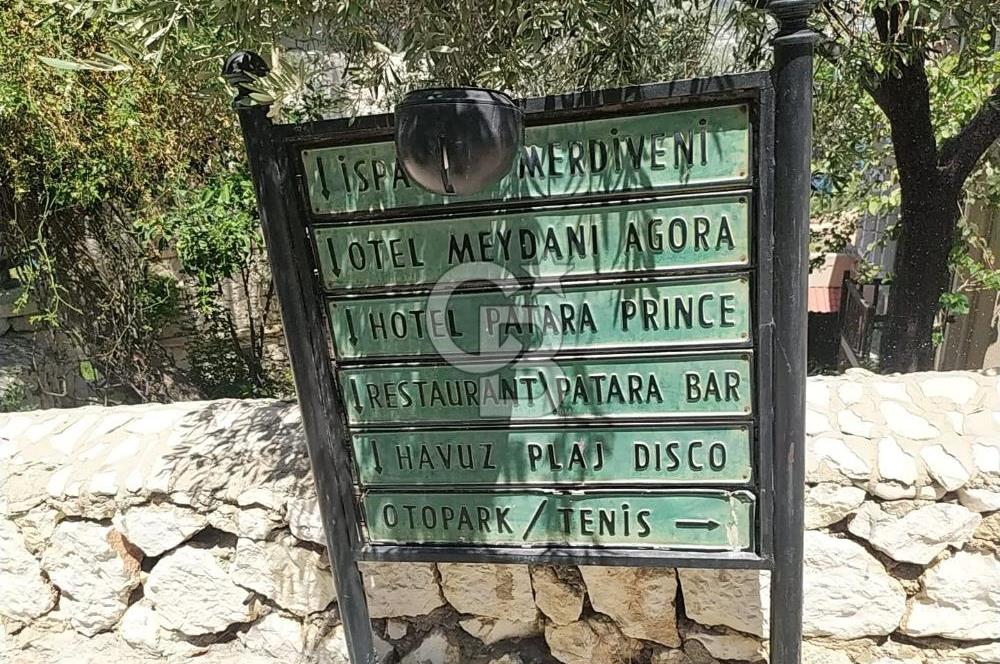 ↓ MERDİVENİ
↓ OTEL MEYDANI AGORA
↓ HOTEL PATARA PRINCE
↓ RESTAURANT\PATARA BAR
↓ HAVUZ PLAJ DISCO
OTOPARK / TENİS →